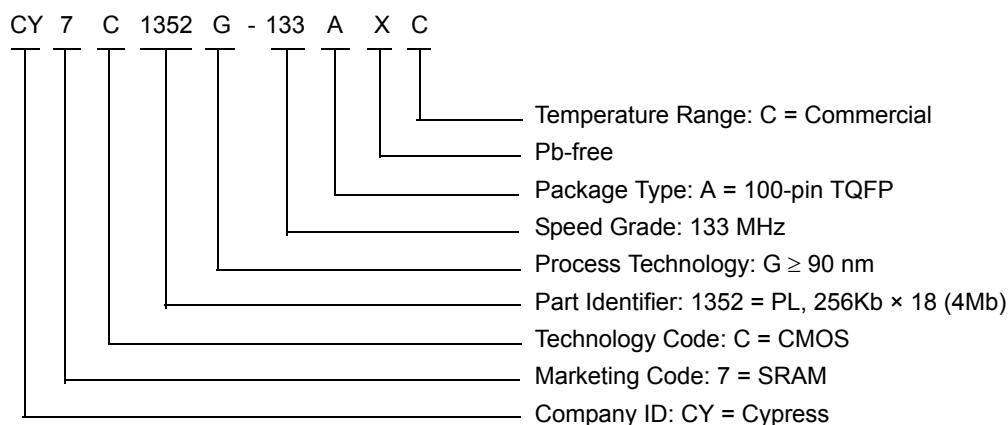 CY 7 C 1352 G - 133 A X C
Temperature Range: C = Commercial
Pb-free
Package Type: A = 100-pin TQFP
Speed Grade: 133 MHz
Process Technology: G ≥ 90 nm
Part Identifier: 1352 = PL, 256Kb × 18 (4Mb)
Technology Code: C = CMOS
Marketing Code: 7 = SRAM
Company ID: CY = Cypress